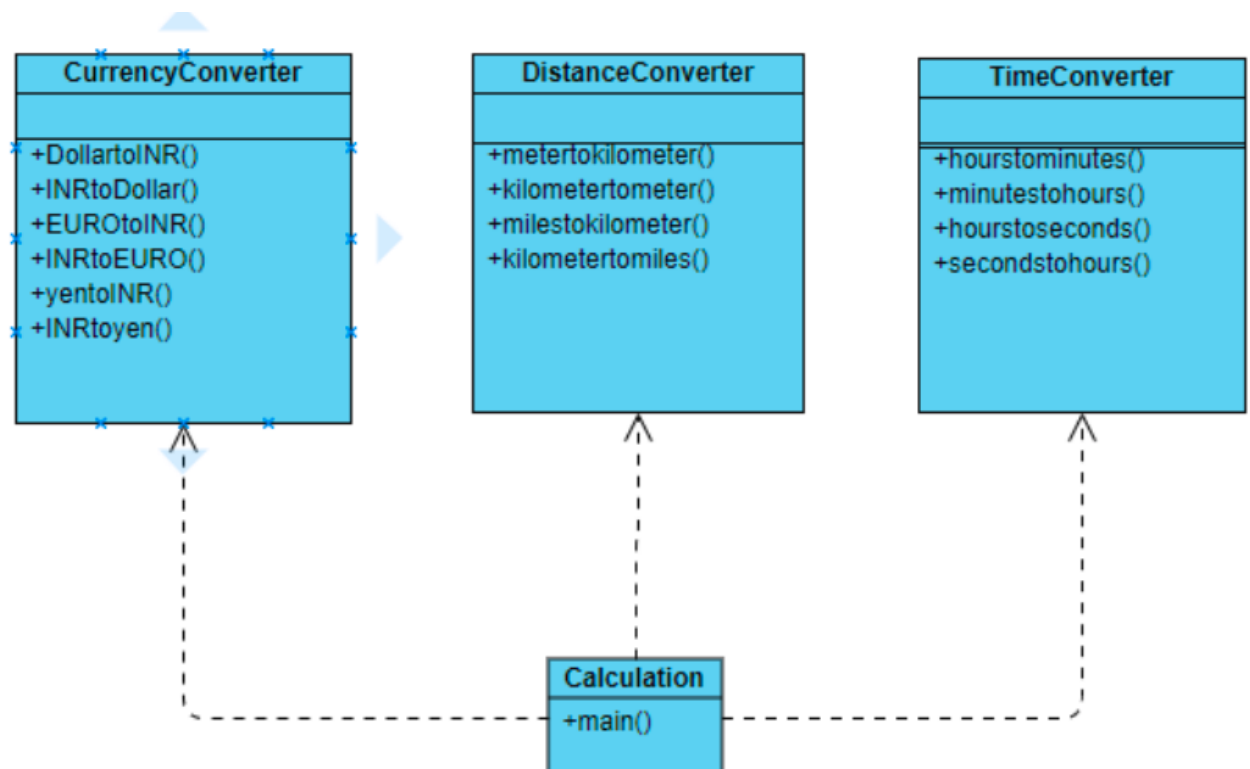 CurrencyConverter
+DollartoINR()
+INRtoDollar()
+EUROtoINR()
+INRtoEURO()
+yentoINR()
+INRtoyen()
DistanceConverter
+metertokilometer()
+kilometertometer()
+milestokilometer()
+kilometertomiles()
TimeConverter
+hourstominutes()
+minutestohours()
+hourstoseconds()
+secondstohours()
Calculation
+main()